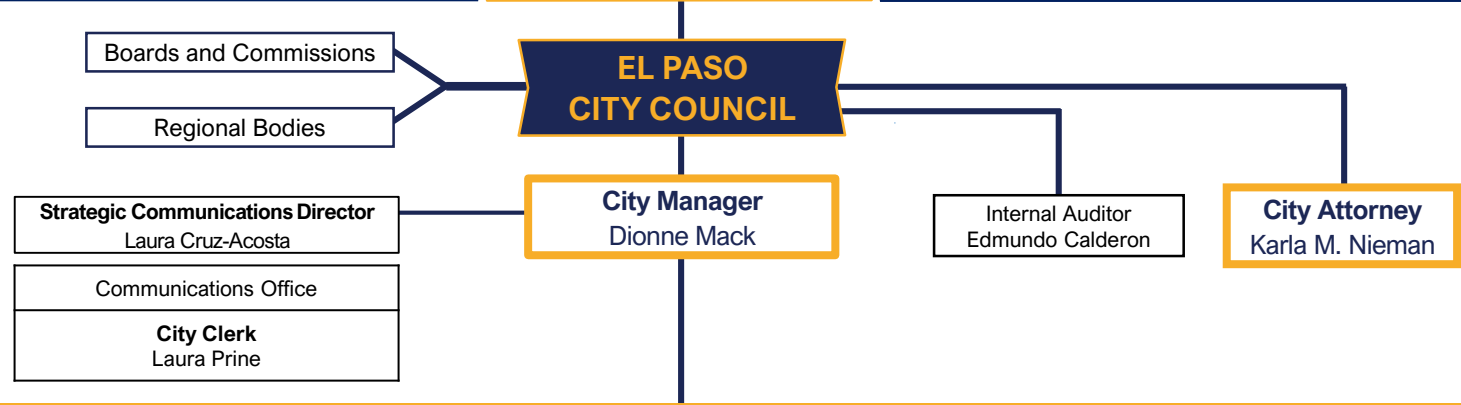 Boards and Commissions
Regional Bodies
EL PASO
CITY COUNCIL
Strategic Communications Director
Laura Cruz-Acosta
Communications Office
City Clerk
Laura Prine
City Manager
Dionne Mack
Internal Auditor
Edmundo Calderon
City Attorney
Karla M. Nieman